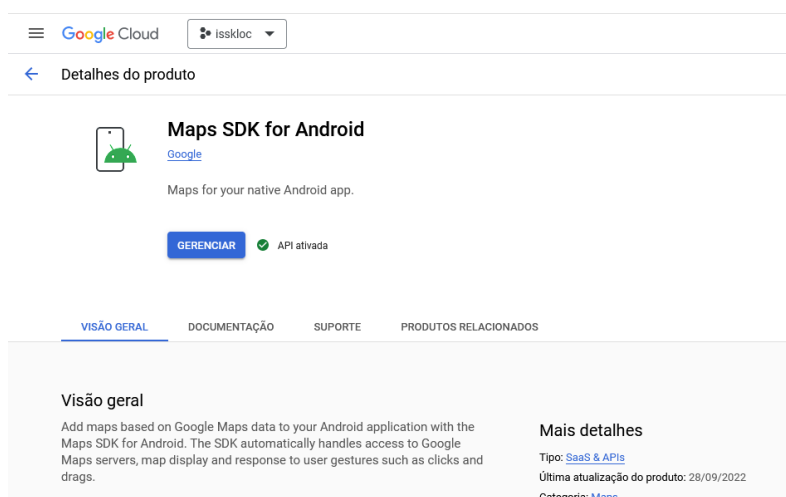 Google Cloud
isskloc
Detalhes do produto
Maps SDK for Android
Google
Maps for your native Android app.
GERENCIAR
API ativada
VISÃO GERAL
DOCUMENTAÇÃO
SUPORTE
PRODUTOS RELACIONADOS
Visão geral
Add maps based on Google Maps data to your Android application with the
Maps SDK for Android. The SDK automatically handles access to Google
Maps servers, map display and response to user gestures such as clicks and
drags.
Mais detalhes
Tipo: SaaS & APIs
Última atualização do produto: 28/09/2022
Categoria: Maps